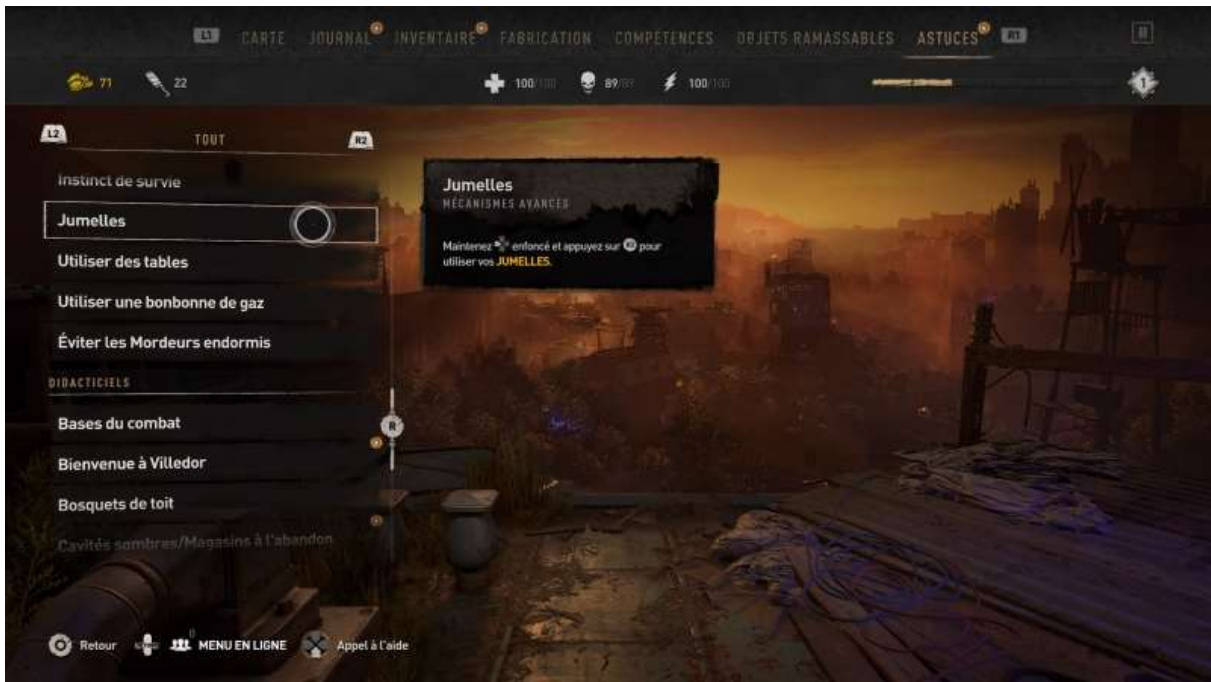 L1 CARTE JOURNAL INVENTAIRE FABRICATION COMPÉTENCES OBJETS RAMASSABLES ASTUCES R1
71 22 100/100 89/89 100/100 1
L2 TOUT R2
Instinct de survie
Jumelles
Utiliser des tables
Utiliser une bonbonne de gaz
Éviter les Mordeurs endormis
DIDACTICIELS
Bases du combat
R
Bienvenue à Villedor
Bosquets de toit
Cavités sombres/Magasins à l'abandon
Jumelles
MÉCANISMES AVANCÉS
Maintenez enfoncé et appuyez sur pour
utiliser vos JUMELLES.
Retour MENU EN LIGNE Appel à l'aide